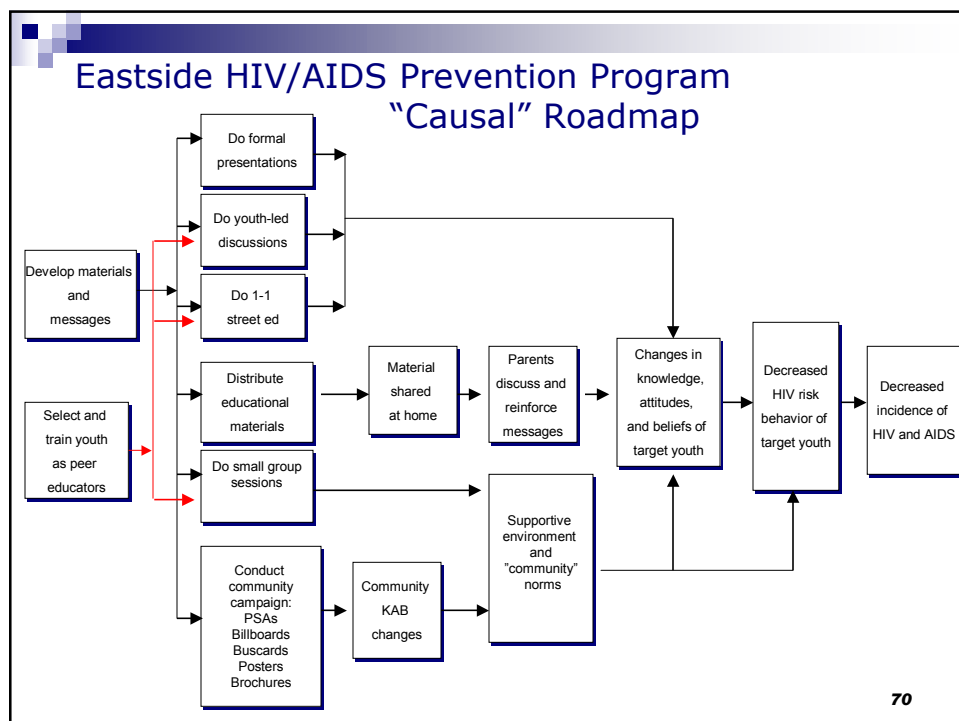 Eastside HIV/AIDS Prevention Program
“Causal” Roadmap
Do formal
presentations
Do youth-led
discussions
Develop materials
and
messages
Do 1-1
street ed
Distribute
educational
materials
Material
shared
at home
Parents
discuss and
reinforce
messages
Changes in
knowledge,
attitudes,
and beliefs of
target youth
Decreased
HIV risk
behavior of
target youth
Decreased
incidence of
HIV and AIDS
Select and
train youth
as peer
educators
Do small group
sessions
Supportive
environment
and
”community”
norms
Conduct
community
campaign:
PSAs
Billboards
Buscards
Posters
Brochures
Community
KAB
changes
70